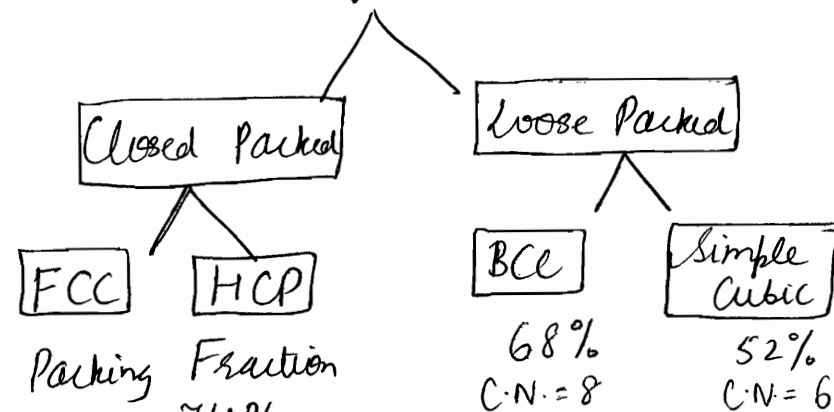 Closed Packed
Loose Packed
FCC
HCP
BCC
Simple
Cubic
Packing Fraction
68%
52%
C.N. = 8
C.N. = 6